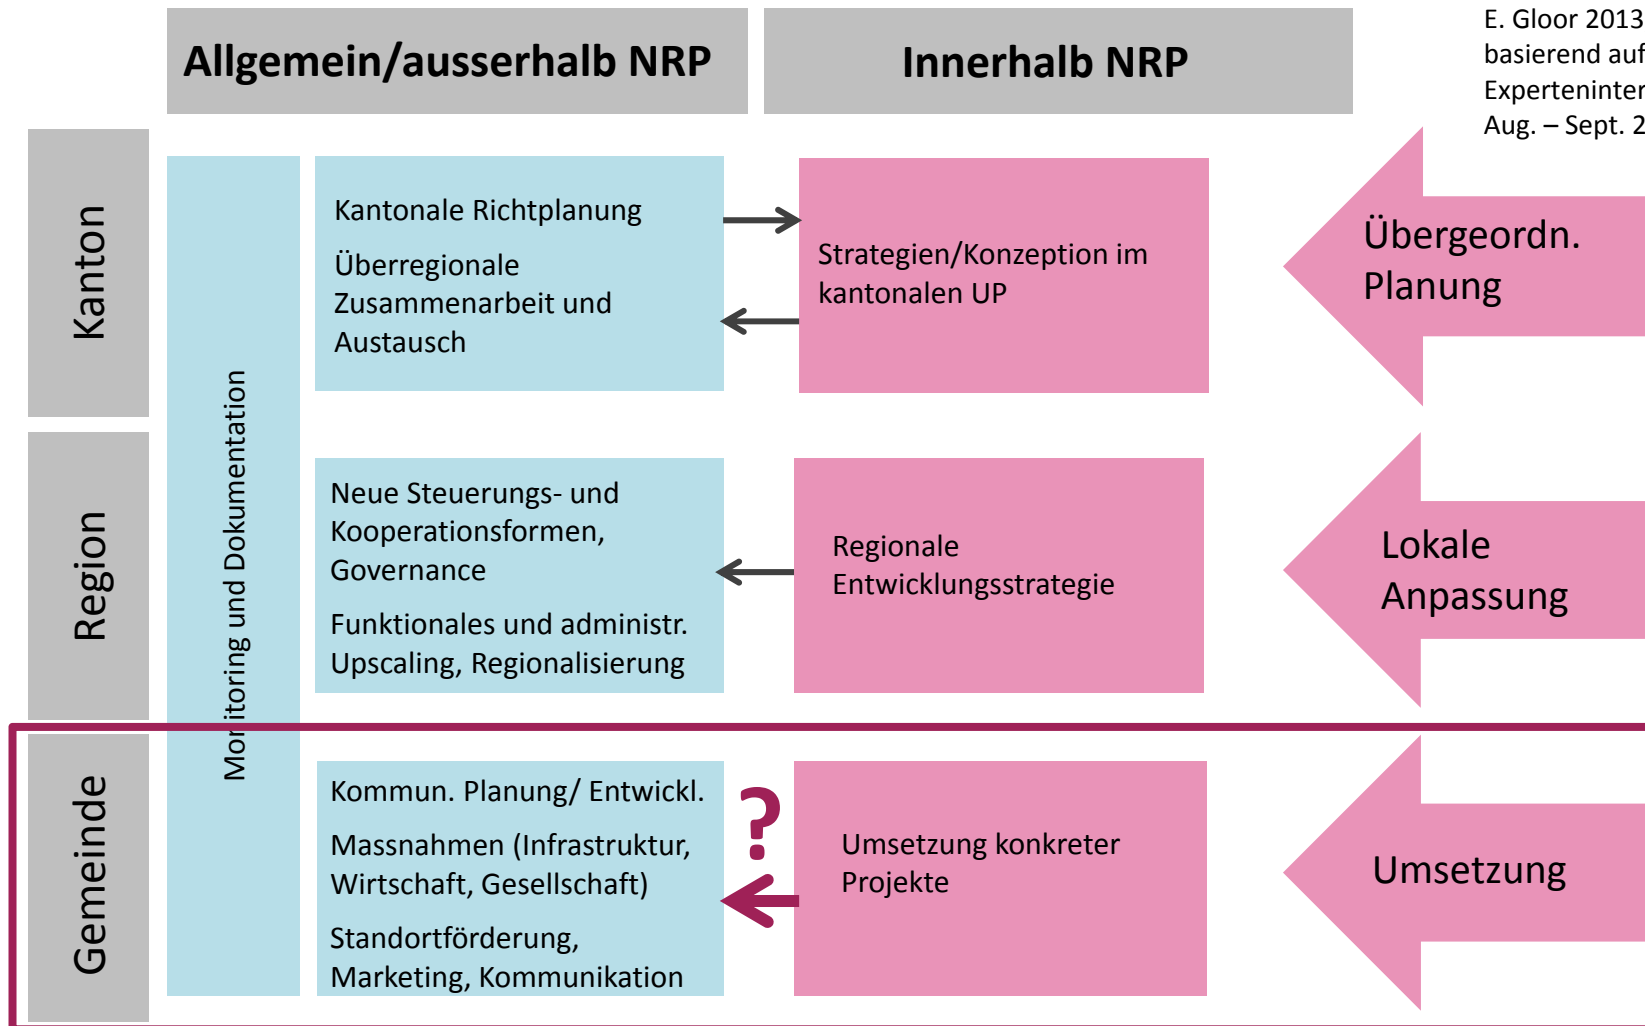 E. Gloor 2013
basierend auf
Aug. – Sept.
Allgemein/ausserhalb NRP
Innerhalb NRP
Kanton
Monitoring und Dokumentation
Kantonale Richtplanung
Überregionale
Zusammenarbeit und
Austausch
Strategien/Konzeption im
kantonalen UP
Übergeordn.
Planung
Region
Neue Steuerungs- und
Kooperationsformen,
Governance
Funktionales und administr.
Upscaling, Regionalisierung
Regionale
Entwicklungsstrategie
Lokale
Anpassung
Gemeinde
Kommun. Planung/ Entwickl.
Massnahmen (Infrastruktur,
Wirtschaft, Gesellschaft)
Standortförderung,
Marketing, Kommunikation
?
Umsetzung konkreter
Projekte
Umsetzung